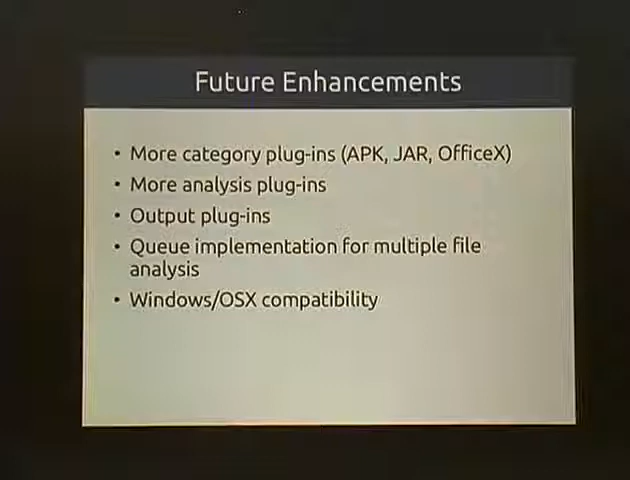 Future Enhancements
• More category plug-ins (APK, JAR, OfficeX)
• More analysis plug-ins
• Output plug-ins
• Queue implementation for multiple file
analysis
• Windows/OSX compatibility